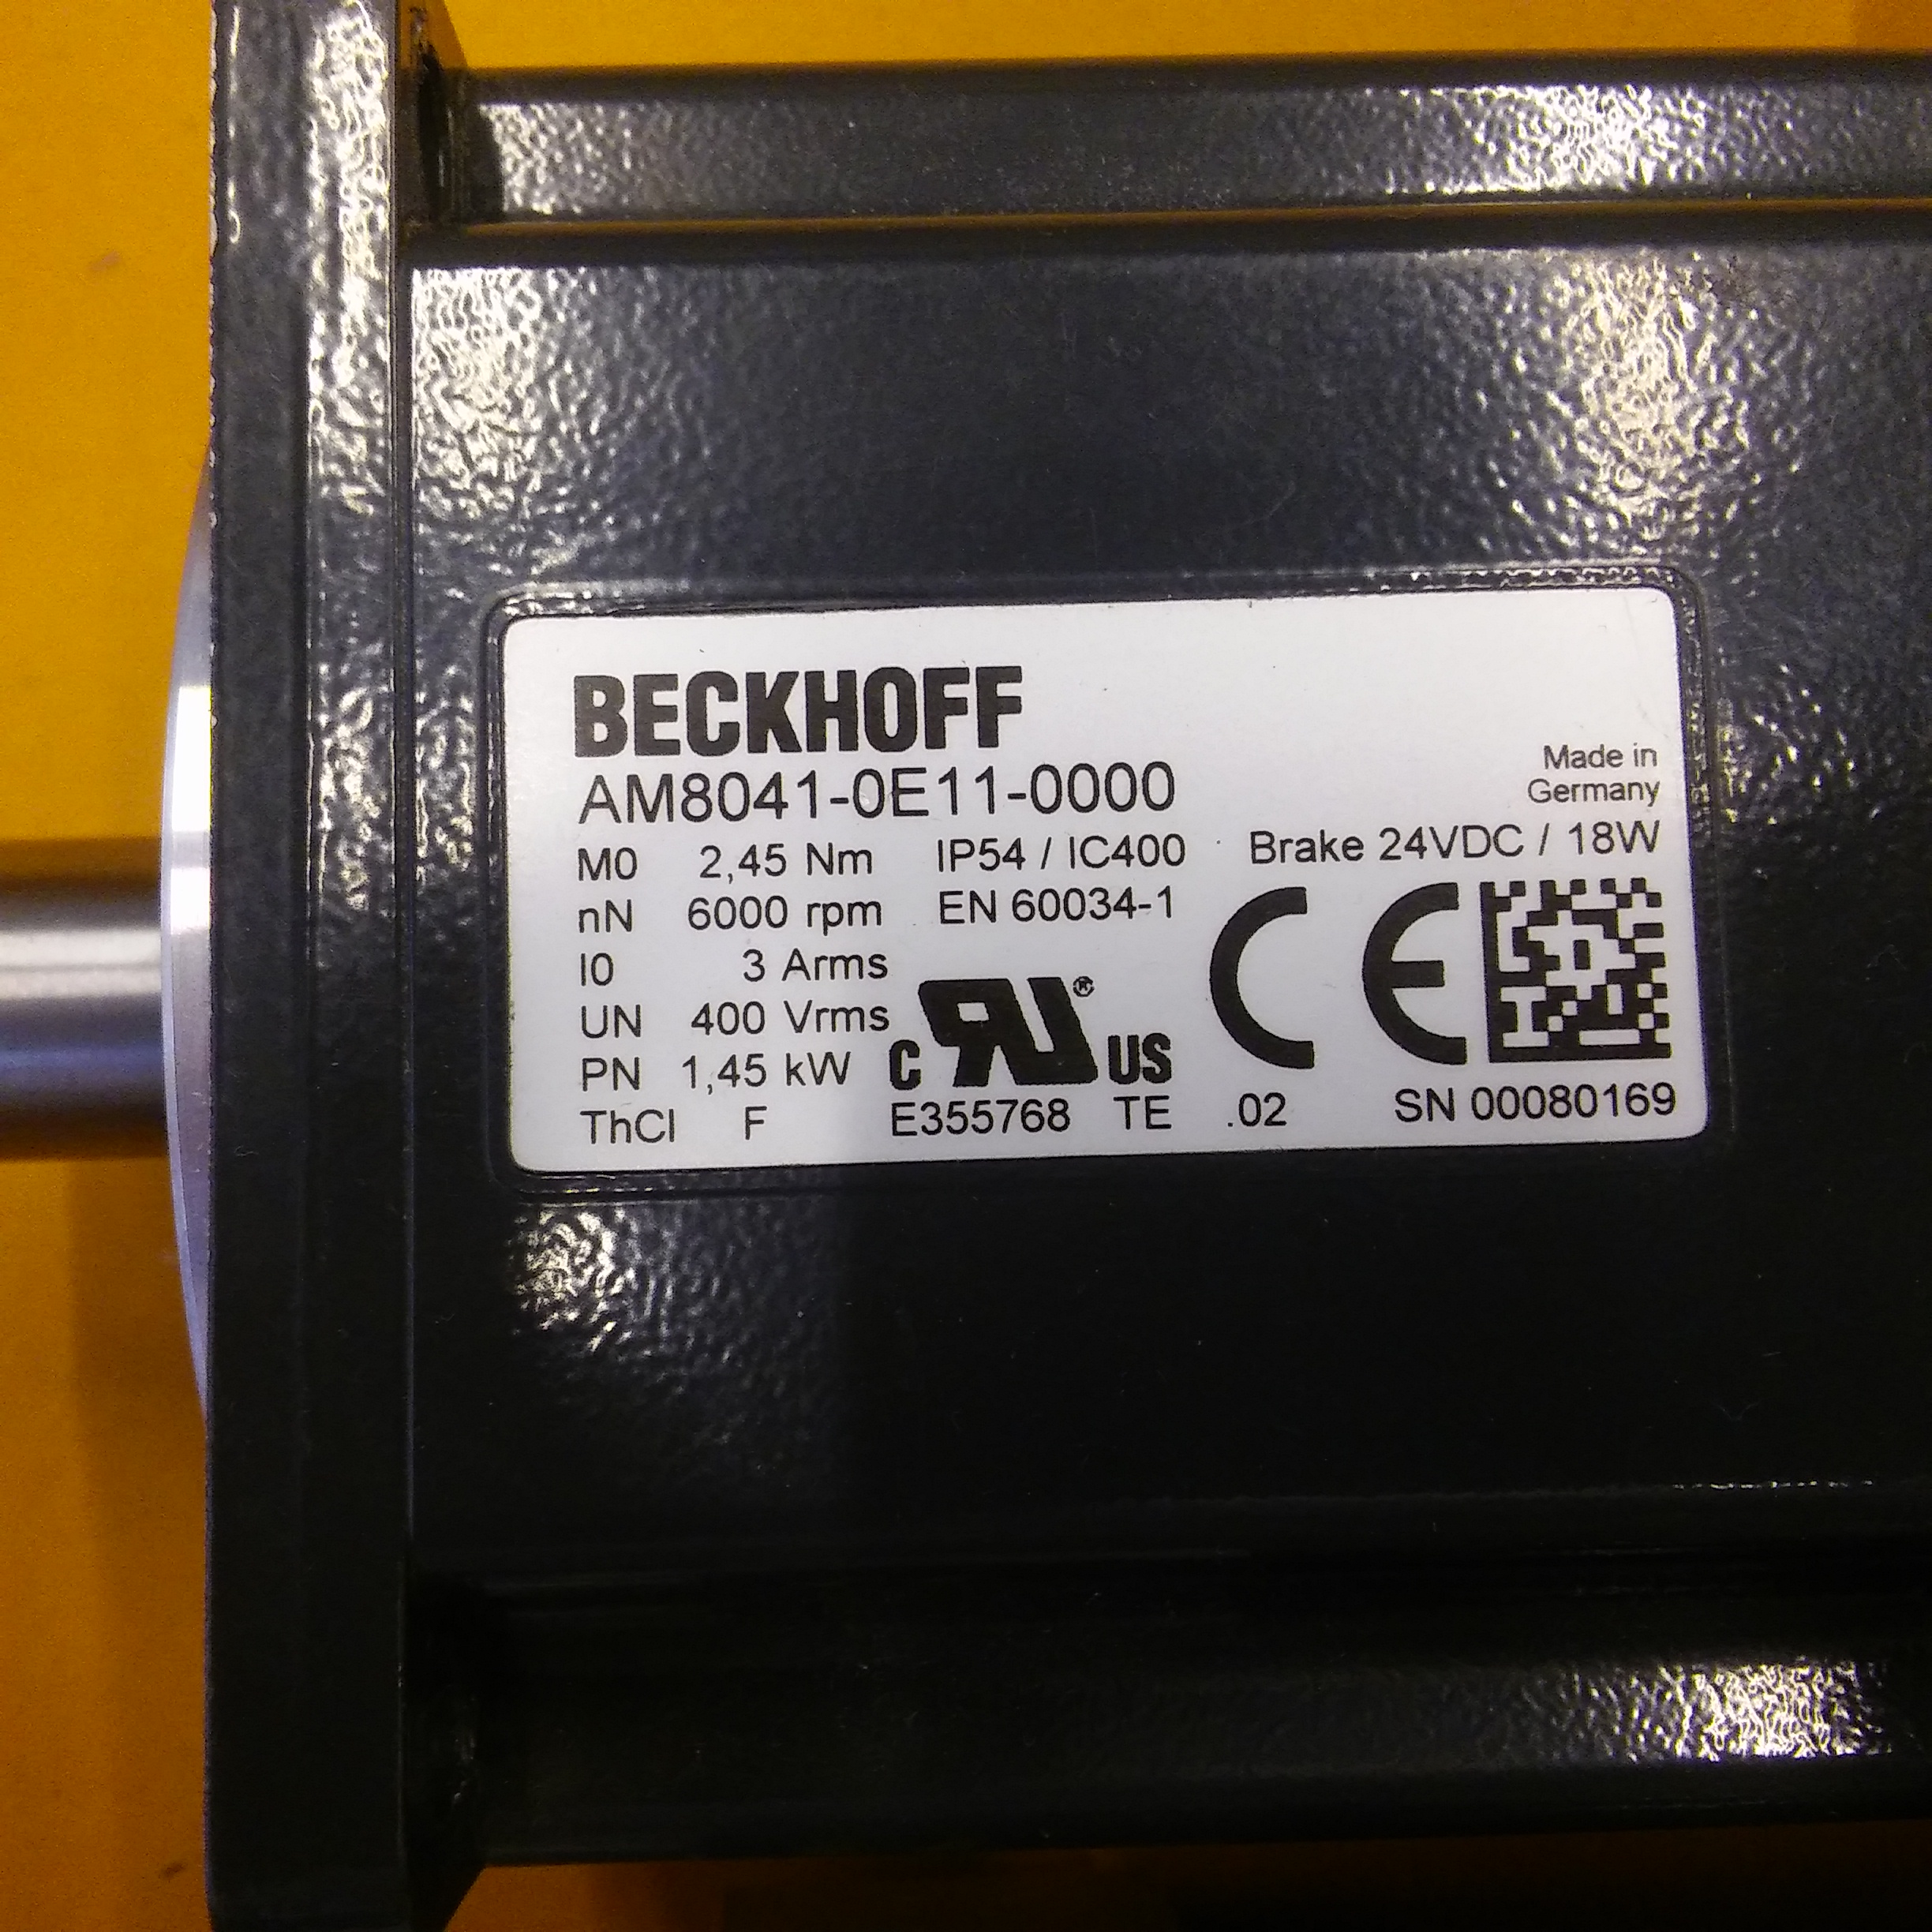 BECKHOFF
AM8041-0E11-0000
Made in
Germany
M0 2,45 Nm IP54 / IC400 Brake 24VDC / 18W
nN 6000 rpm EN 60034-1
I0 3 Arms
UN 400 Vrms
PN 1,45 kW C RU ® US CE
ThCl F E355768 TE .02 SN 00080169